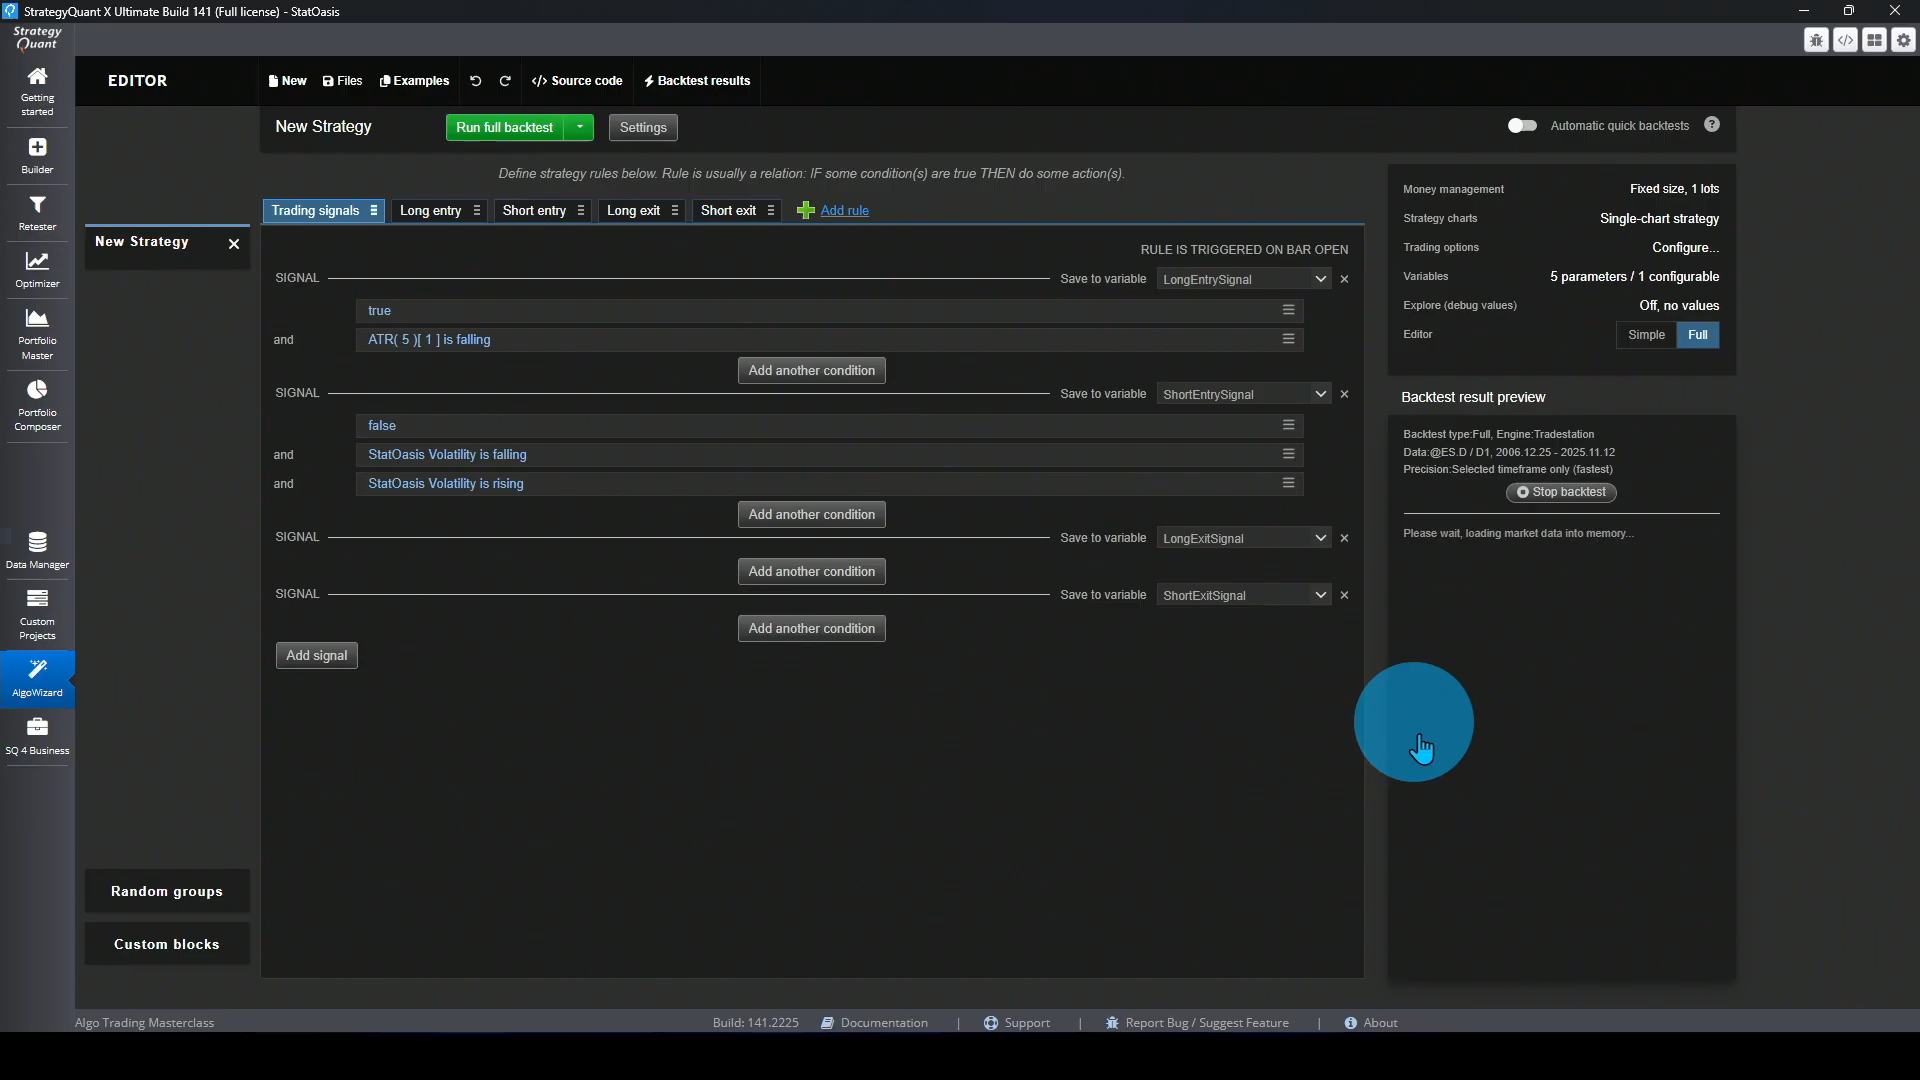 StrategyQuant X Ultimate Build 141 (Full license) - StatOasis
Strategy
Quant
EDITOR
New
Files
Examples
</> Source code
Backtest results
Getting
started
Builder
Retester
Optimizer
Portfolio
Master
Portfolio
Composer
Data Manager
Custom
Projects
AlgoWizard
SQ 4 Business
New Strategy
Run full backtest
Settings
Automatic quick backtests ?
Define strategy rules below. Rule is usually a relation: IF some condition(s) are true THEN do some action(s).
New Strategy
Trading signals
Long entry
Short entry
Long exit
Short exit
Add rule
RULE IS TRIGGERED ON BAR OPEN
SIGNAL Save to variable LongEntrySignal
true
and ATR( 5 )[ 1 ] is falling
Add another condition
SIGNAL Save to variable ShortEntrySignal
false
and StatOasis Volatility is falling
and StatOasis Volatility is rising
Add another condition
SIGNAL Save to variable LongExitSignal
Add another condition
SIGNAL Save to variable ShortExitSignal
Add another condition
Add signal
Money management Fixed size, 1 lots
Strategy charts Single-chart strategy
Trading options Configure...
Variables 5 parameters / 1 configurable
Explore (debug values) Off, no values
Editor Simple Full
Backtest result preview
Backtest type:Full, Engine:Tradestation
Data:@ES.D / D1, 2006.12.25 - 2025.11.12
Precision:Selected timeframe only (fastest)
Stop backtest
Please wait, loading market data into memory...
Random groups
Custom blocks
Algo Trading Masterclass
Build: 141.2225
Documentation
|
Support
|
Report Bug / Suggest Feature
|
About